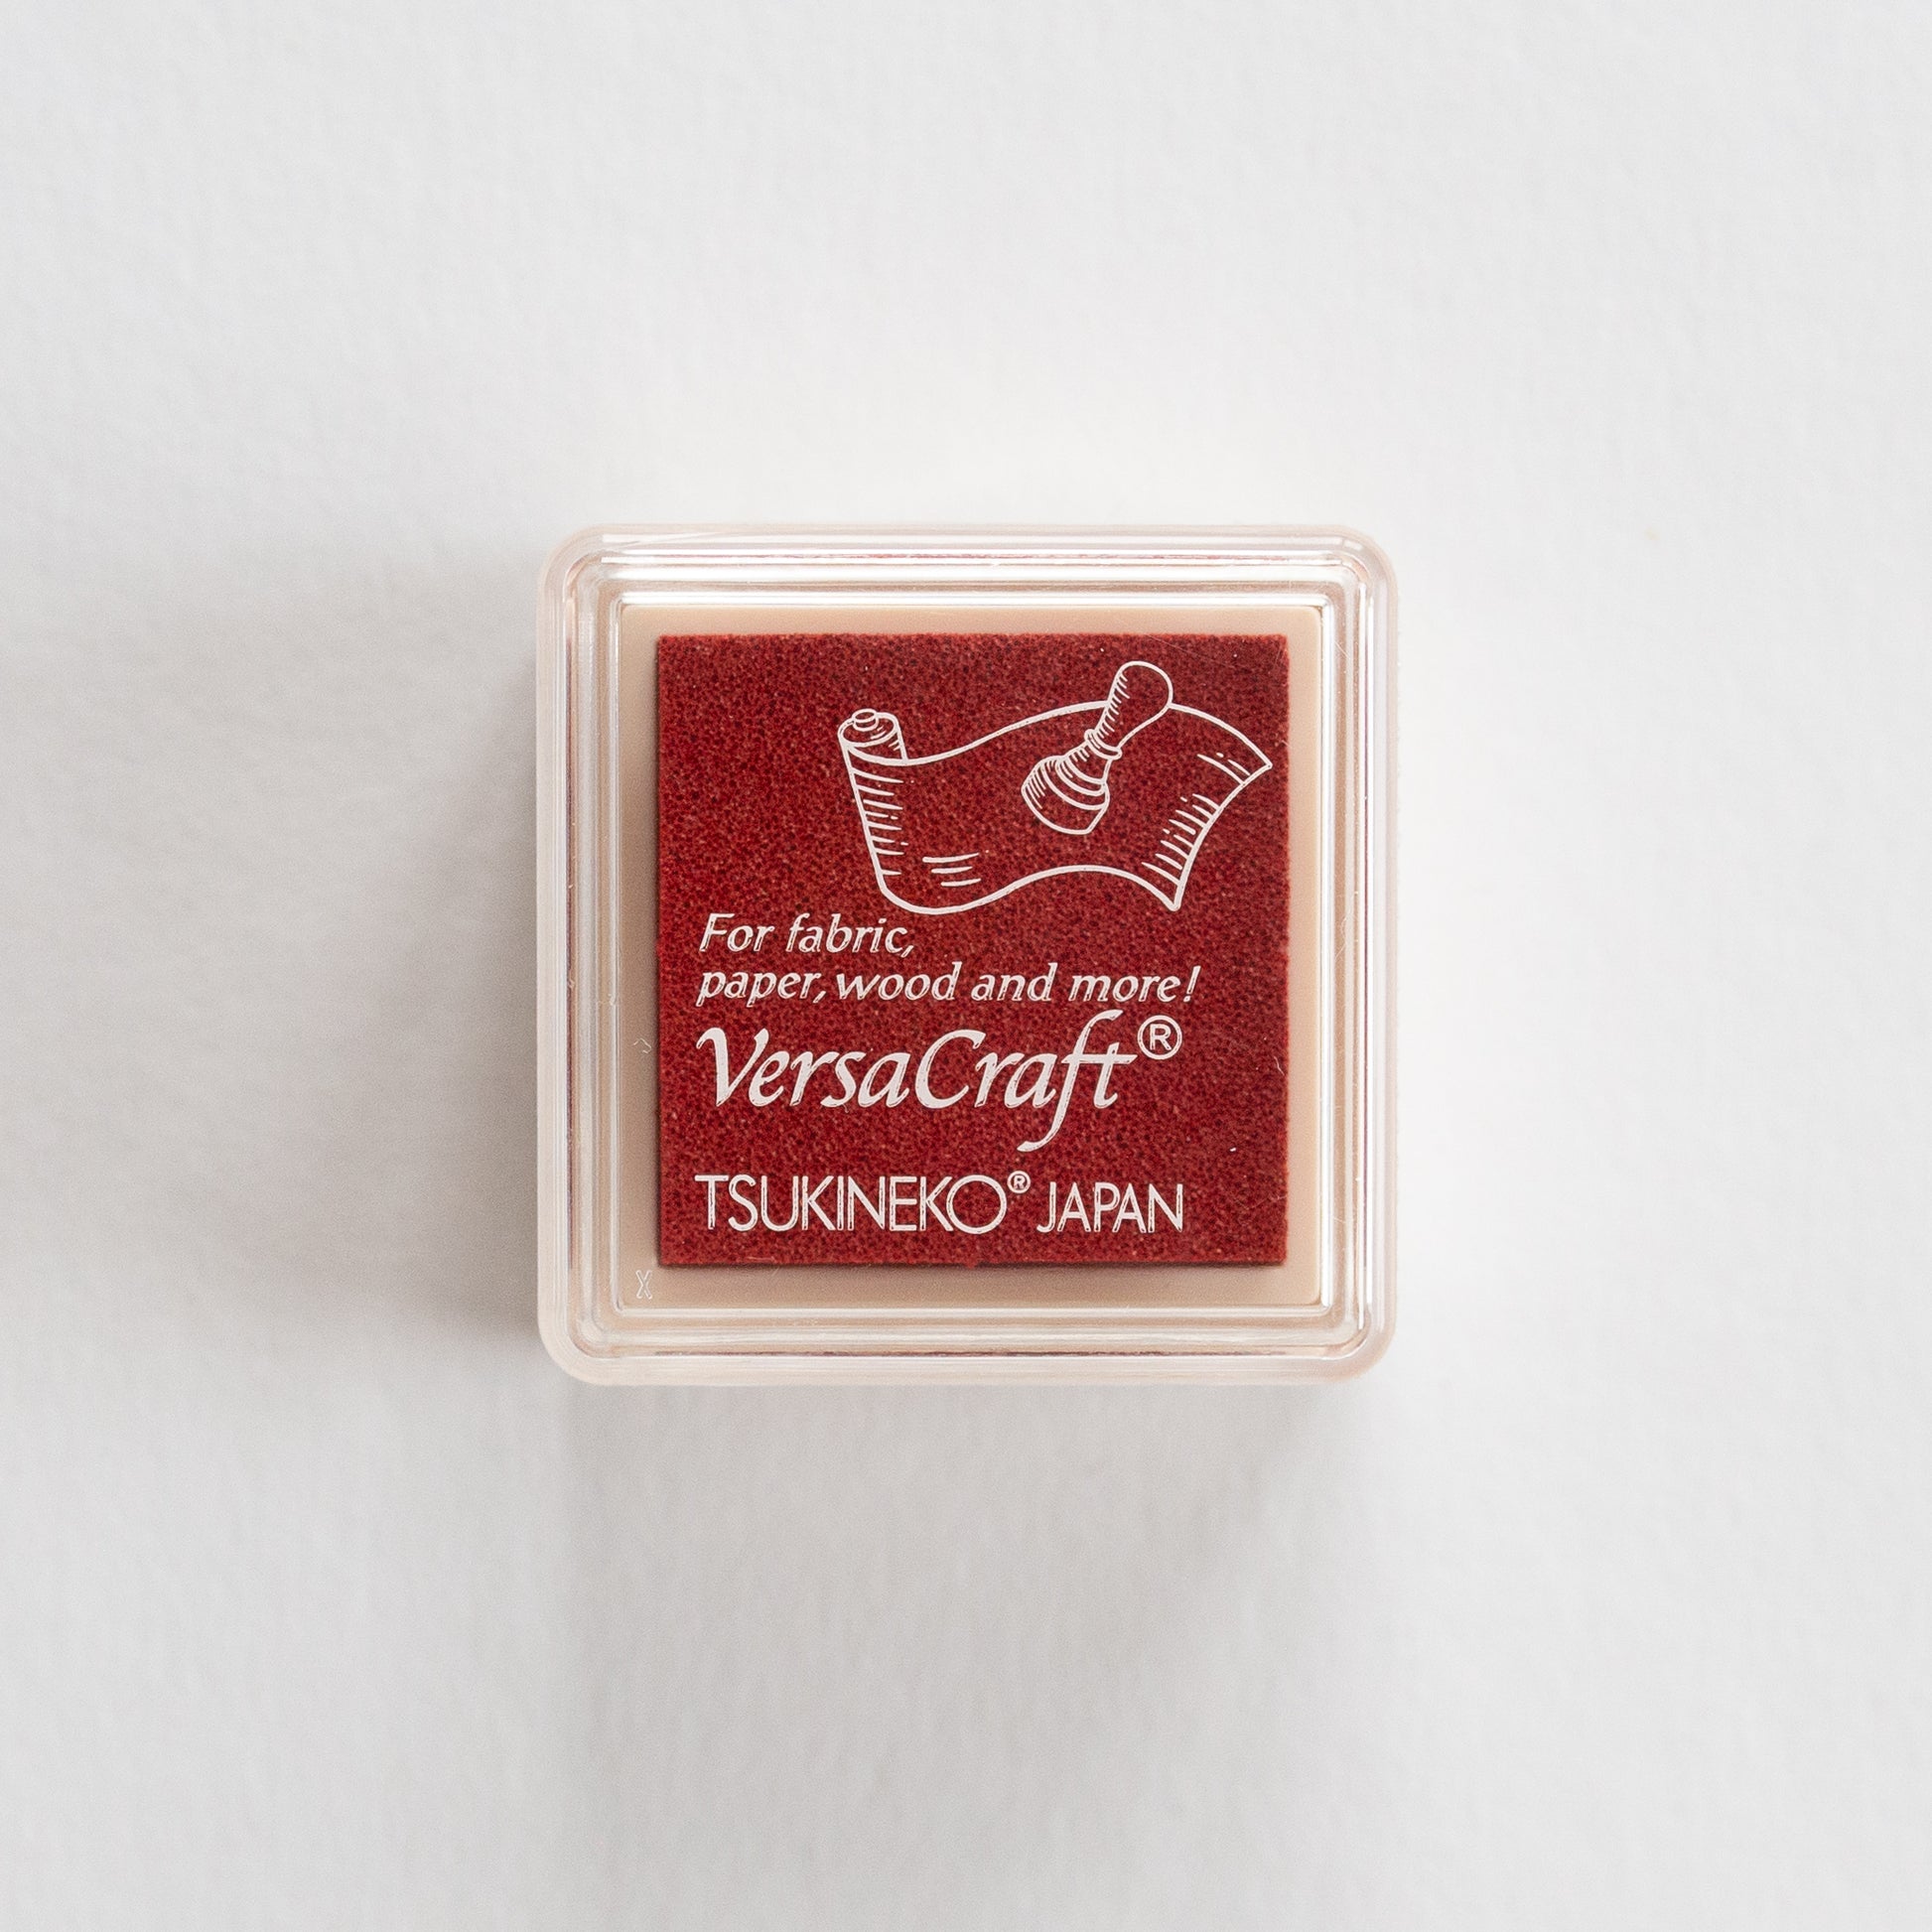 For fabric,
paper, wood and more!
VersaCraft®
TSUKINEKO® JAPAN
X